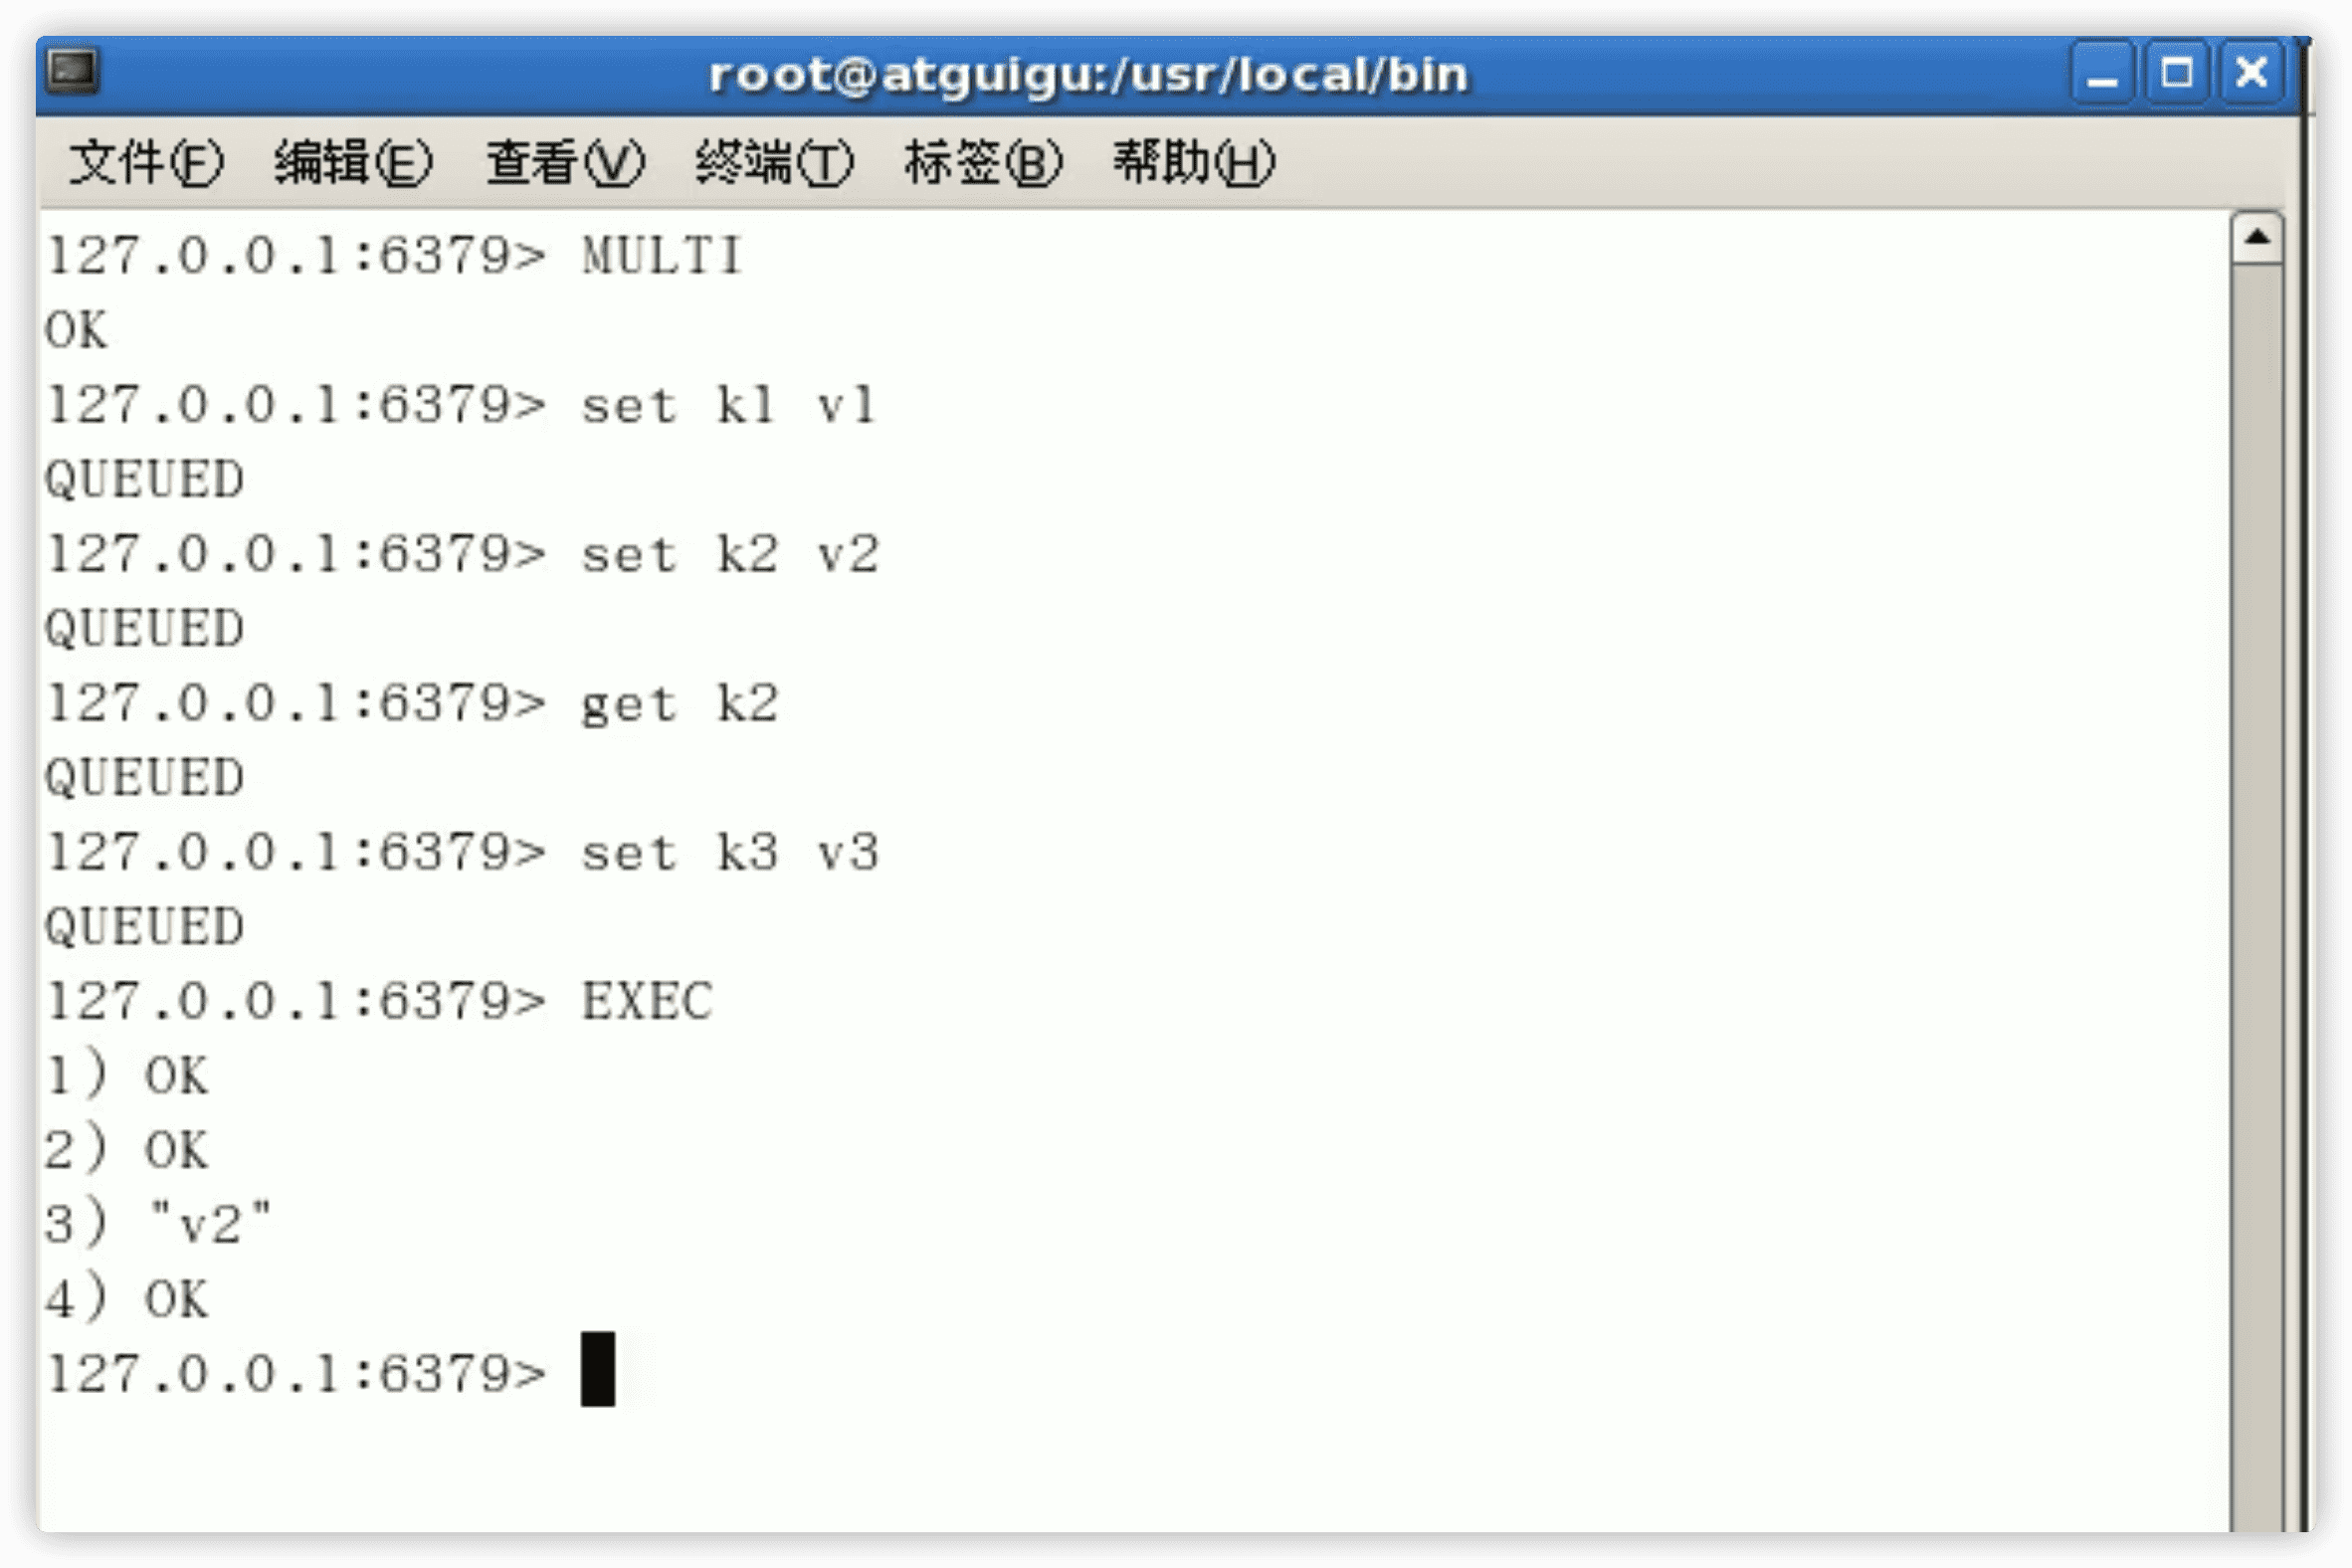 root@atguigu:/usr/local/bin
文件(F) 编辑(E) 查看(V) 终端(T) 标签(B) 帮助(H)
127.0.0.1:6379> MULTI
OK
127.0.0.1:6379> set k1 v1
QUEUED
127.0.0.1:6379> set k2 v2
QUEUED
127.0.0.1:6379> get k2
QUEUED
127.0.0.1:6379> set k3 v3
QUEUED
127.0.0.1:6379> EXEC
1) OK
2) OK
3) "v2"
4) OK
127.0.0.1:6379>